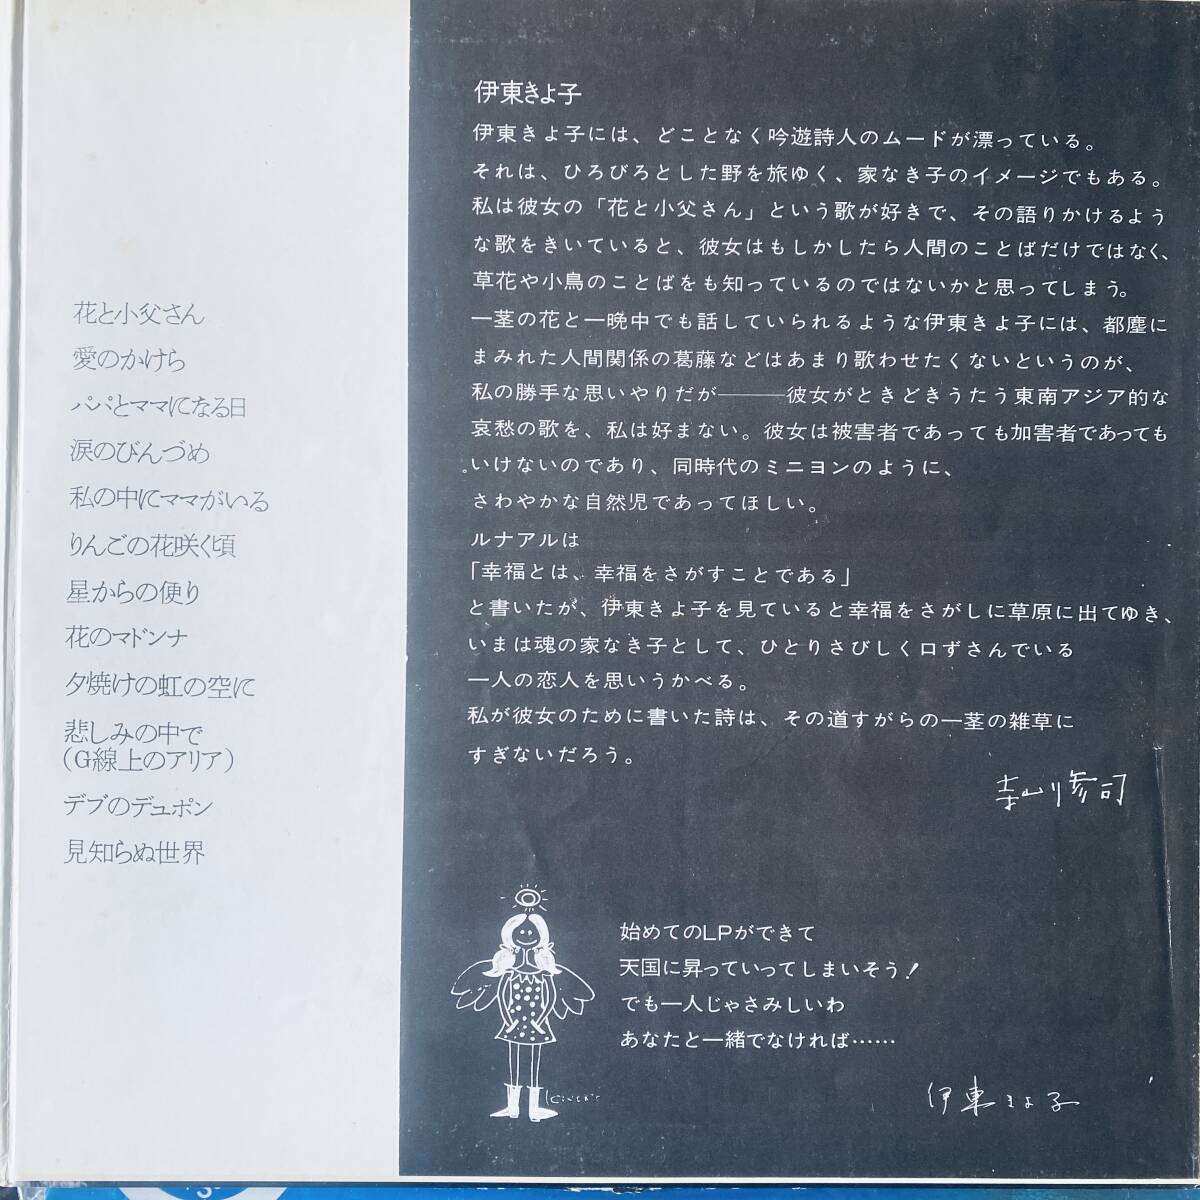 花と小父さん
愛のかけら
パパとママになる日
涙のびんづめ
私の中にママがいる
りんごの花咲く頃
星からの便り
花のマドンナ
夕焼けの虹の空に
悲しみの中で
(G線上のアリア)
デブのデュポン
見知らぬ世界
伊東きよ子
伊東きよ子には、どことなく吟遊詩人のムードが漂っている。
それは、ひろびろとした野を旅ゆく、家なき子のイメージでもある。
私は彼女の「花と小父さん」という歌が好きで、その語りかけるよう
な歌をきいていると、彼女はもしかしたら人間のことばだけではなく、
草花や小鳥のことばをも知っているのではないかと思ってしまう。
一茎の花と一晩中でも話していられるような伊東きよ子には、都塵に
まみれた人間関係の葛藤などはあまり歌わせたくないというのが、
私の勝手な思いやりだが———彼女がときどきうたう東南アジア的な
哀愁の歌を、私は好まない。彼女は被害者であっても加害者であっても
いけないのであり、同時代のミニヨンのように、
さわやかな自然児であってほしい。
ルナアルは
「幸福とは、幸福をさがすことである」
と書いたが、伊東きよ子を見ていると幸福をさがしに草原に出てゆき、
いまは魂の家なき子として、ひとりさびしく口ずさんでいる
一人の恋人を思いうかべる。
私が彼女のために書いた詩は、その道すがらの一茎の雑草に
すぎないだろう。
寺山修司
始めてのLPができて
天国に昇っていってしまいそう!
でも一人じゃさみしいわ
あなたと一緒でなければ……
伊東きよ子